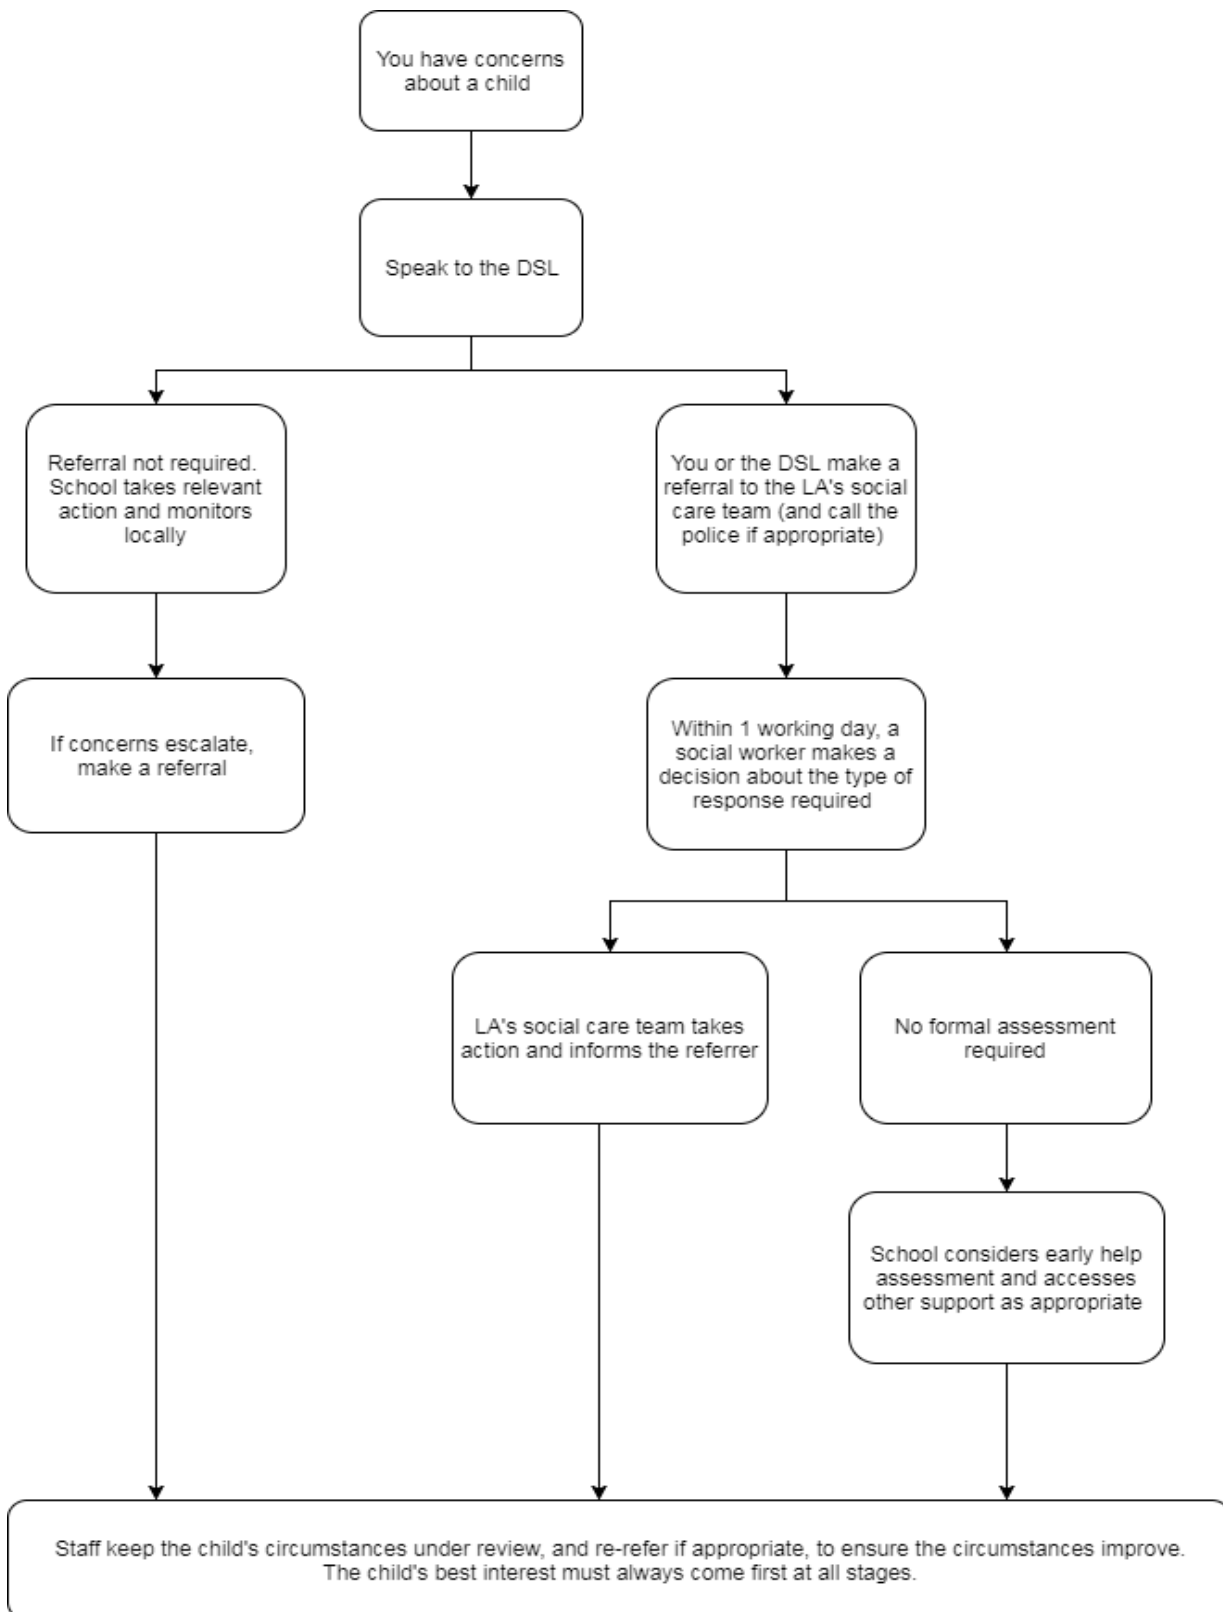 You have concerns
about a child
Speak to the DSL
Referral not required.
School takes relevant
action and monitors
locally
You or the DSL make a
referral to the LA's social
care team (and call the
police if appropriate)
If concerns escalate,
make a referral
Within 1 working day, a
social worker makes a
decision about the type of
response required
LA's social care team takes
action and informs the referrer
No formal assessment
required
School considers early help
assessment and accesses
other support as appropriate
Staff keep the child's circumstances under review, and re-refer if appropriate, to ensure the circumstances improve.
The child's best interest must always come first at all stages.